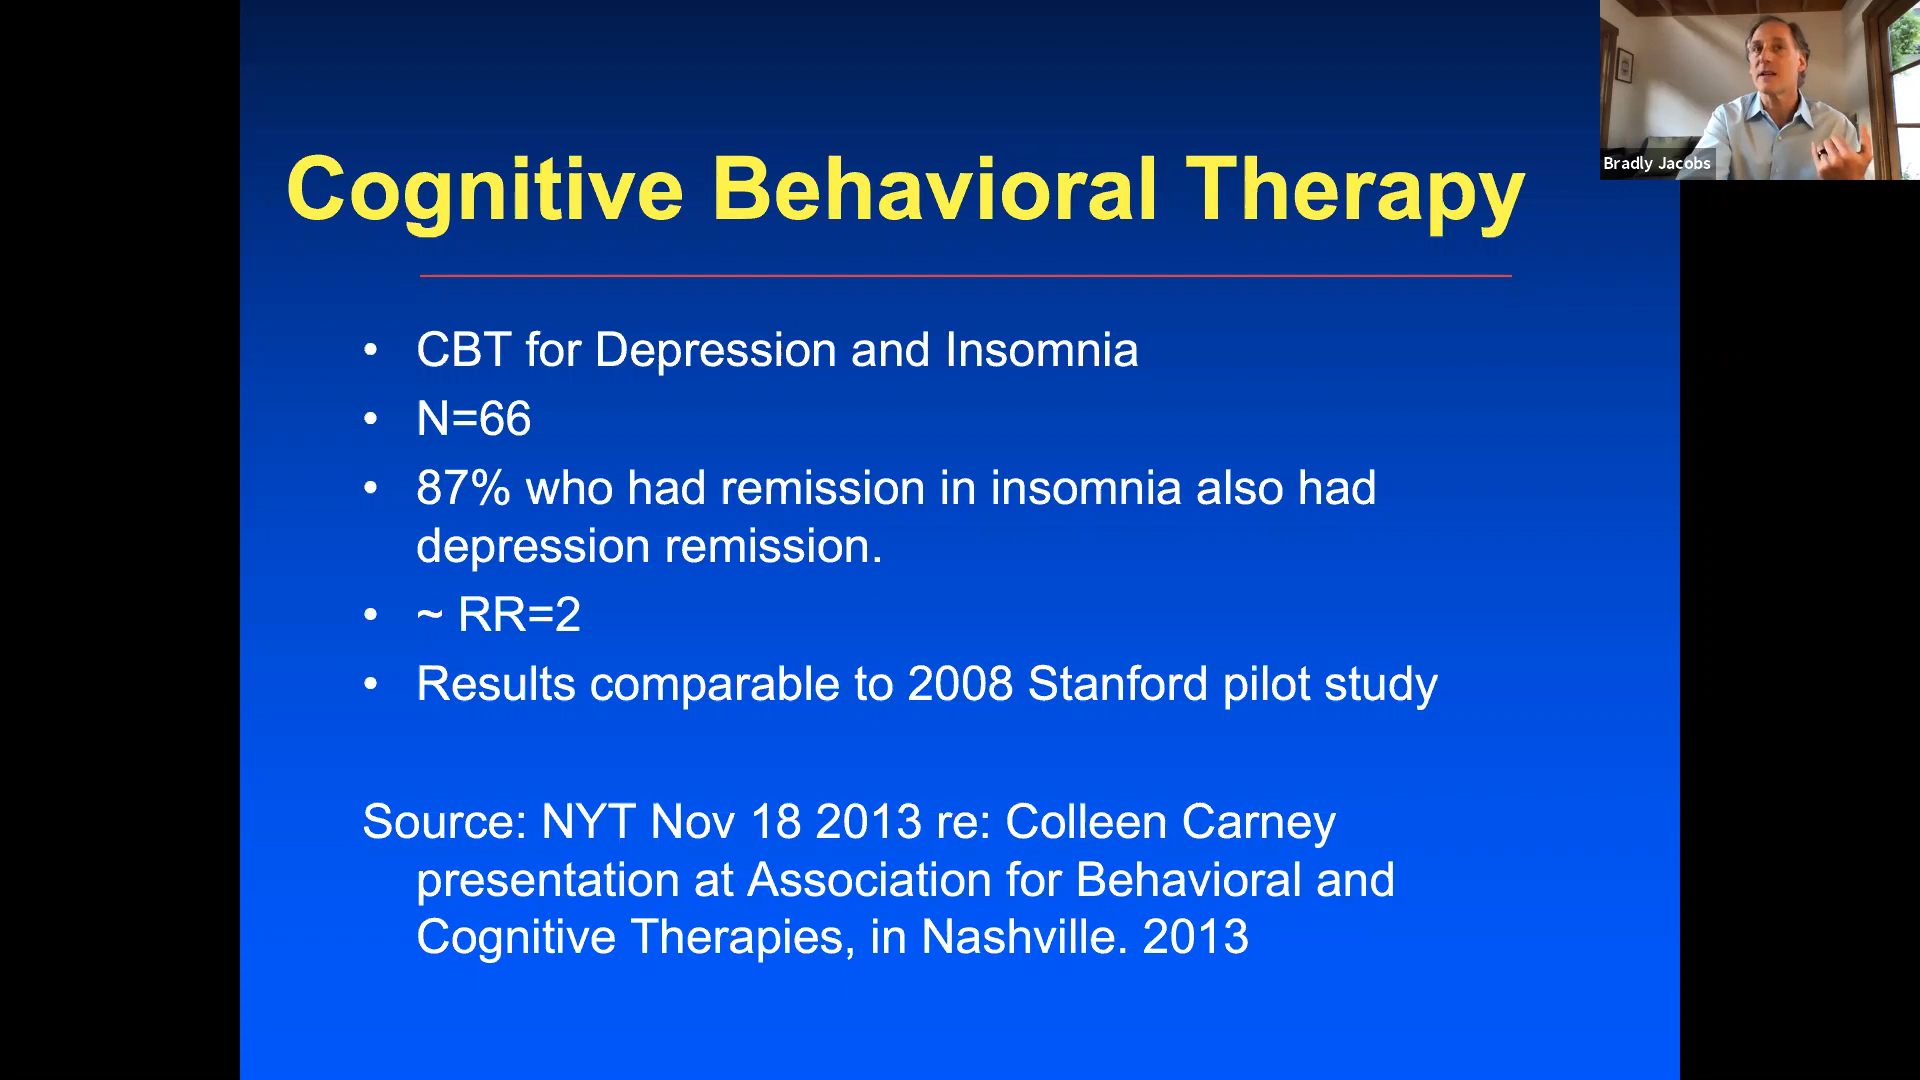 Cognitive Behavioral Therapy
• CBT for Depression and Insomnia
• N=66
• 87% who had remission in insomnia also had
depression remission.
• ~ RR=2
• Results comparable to 2008 Stanford pilot study
Source: NYT Nov 18 2013 re: Colleen Carney
presentation at Association for Behavioral and
Cognitive Therapies, in Nashville. 2013
Bradly Jacobs